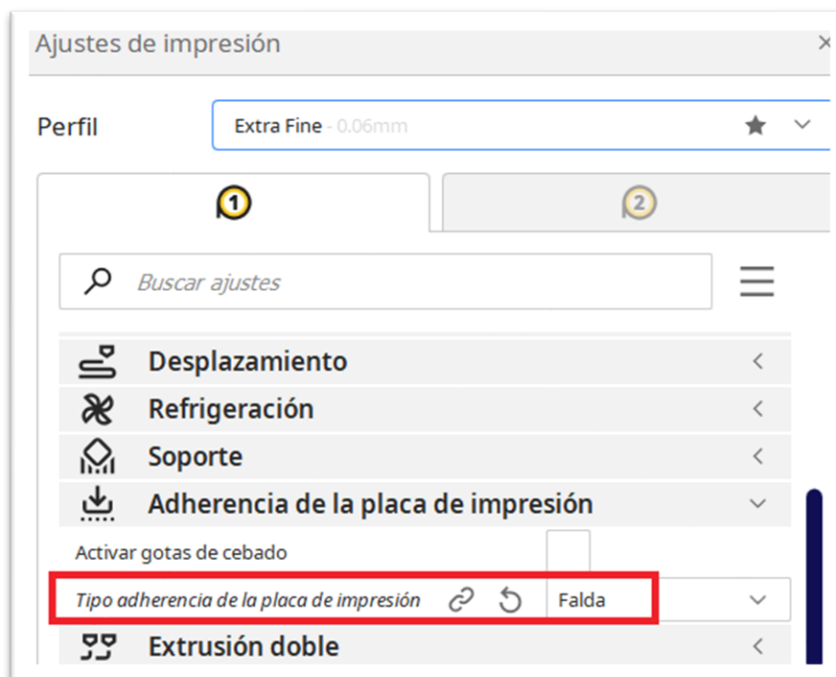 Ajustes de impresión
Perfil
Extra Fine - 0.06mm
1
2
Buscar ajustes
Desplazamiento
Refrigeración
Soporte
Adherencia de la placa de impresión
Activar gotas de cebado
Tipo adherencia de la placa de impresión Falda
Extrusión doble